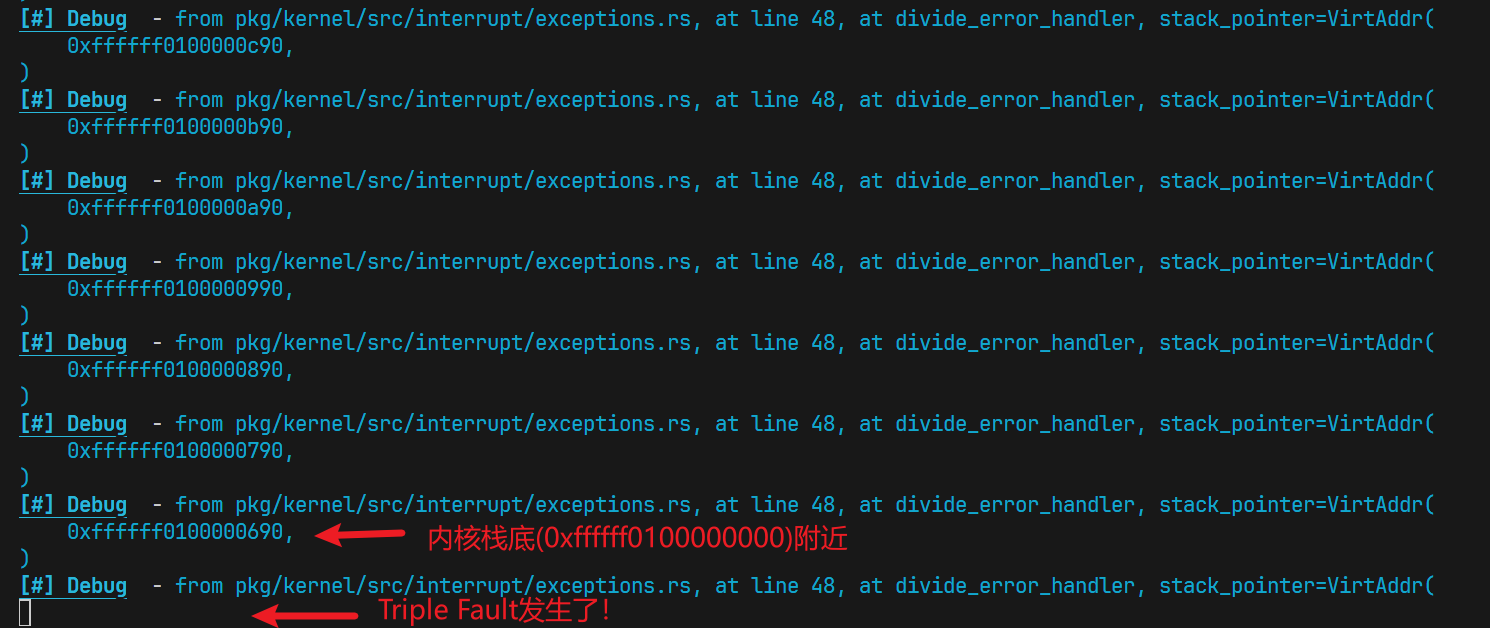 )
[#] Debug  - from pkg/kernel/src/interrupt/exceptions.rs, at line 48, at divide_error_handler, stack_pointer=VirtAddr(
    0xffffff0100000c90,
)
[#] Debug  - from pkg/kernel/src/interrupt/exceptions.rs, at line 48, at divide_error_handler, stack_pointer=VirtAddr(
    0xffffff0100000b90,
)
[#] Debug  - from pkg/kernel/src/interrupt/exceptions.rs, at line 48, at divide_error_handler, stack_pointer=VirtAddr(
    0xffffff0100000a90,
)
[#] Debug  - from pkg/kernel/src/interrupt/exceptions.rs, at line 48, at divide_error_handler, stack_pointer=VirtAddr(
    0xffffff0100000990,
)
[#] Debug  - from pkg/kernel/src/interrupt/exceptions.rs, at line 48, at divide_error_handler, stack_pointer=VirtAddr(
    0xffffff0100000890,
)
[#] Debug  - from pkg/kernel/src/interrupt/exceptions.rs, at line 48, at divide_error_handler, stack_pointer=VirtAddr(
    0xffffff0100000790,
)
[#] Debug  - from pkg/kernel/src/interrupt/exceptions.rs, at line 48, at divide_error_handler, stack_pointer=VirtAddr(
    0xffffff0100000690, 内核栈底(0xffffff0100000000)附近
)
[#] Debug  - from pkg/kernel/src/interrupt/exceptions.rs, at line 48, at divide_error_handler, stack_pointer=VirtAddr(
Triple Fault发生了！